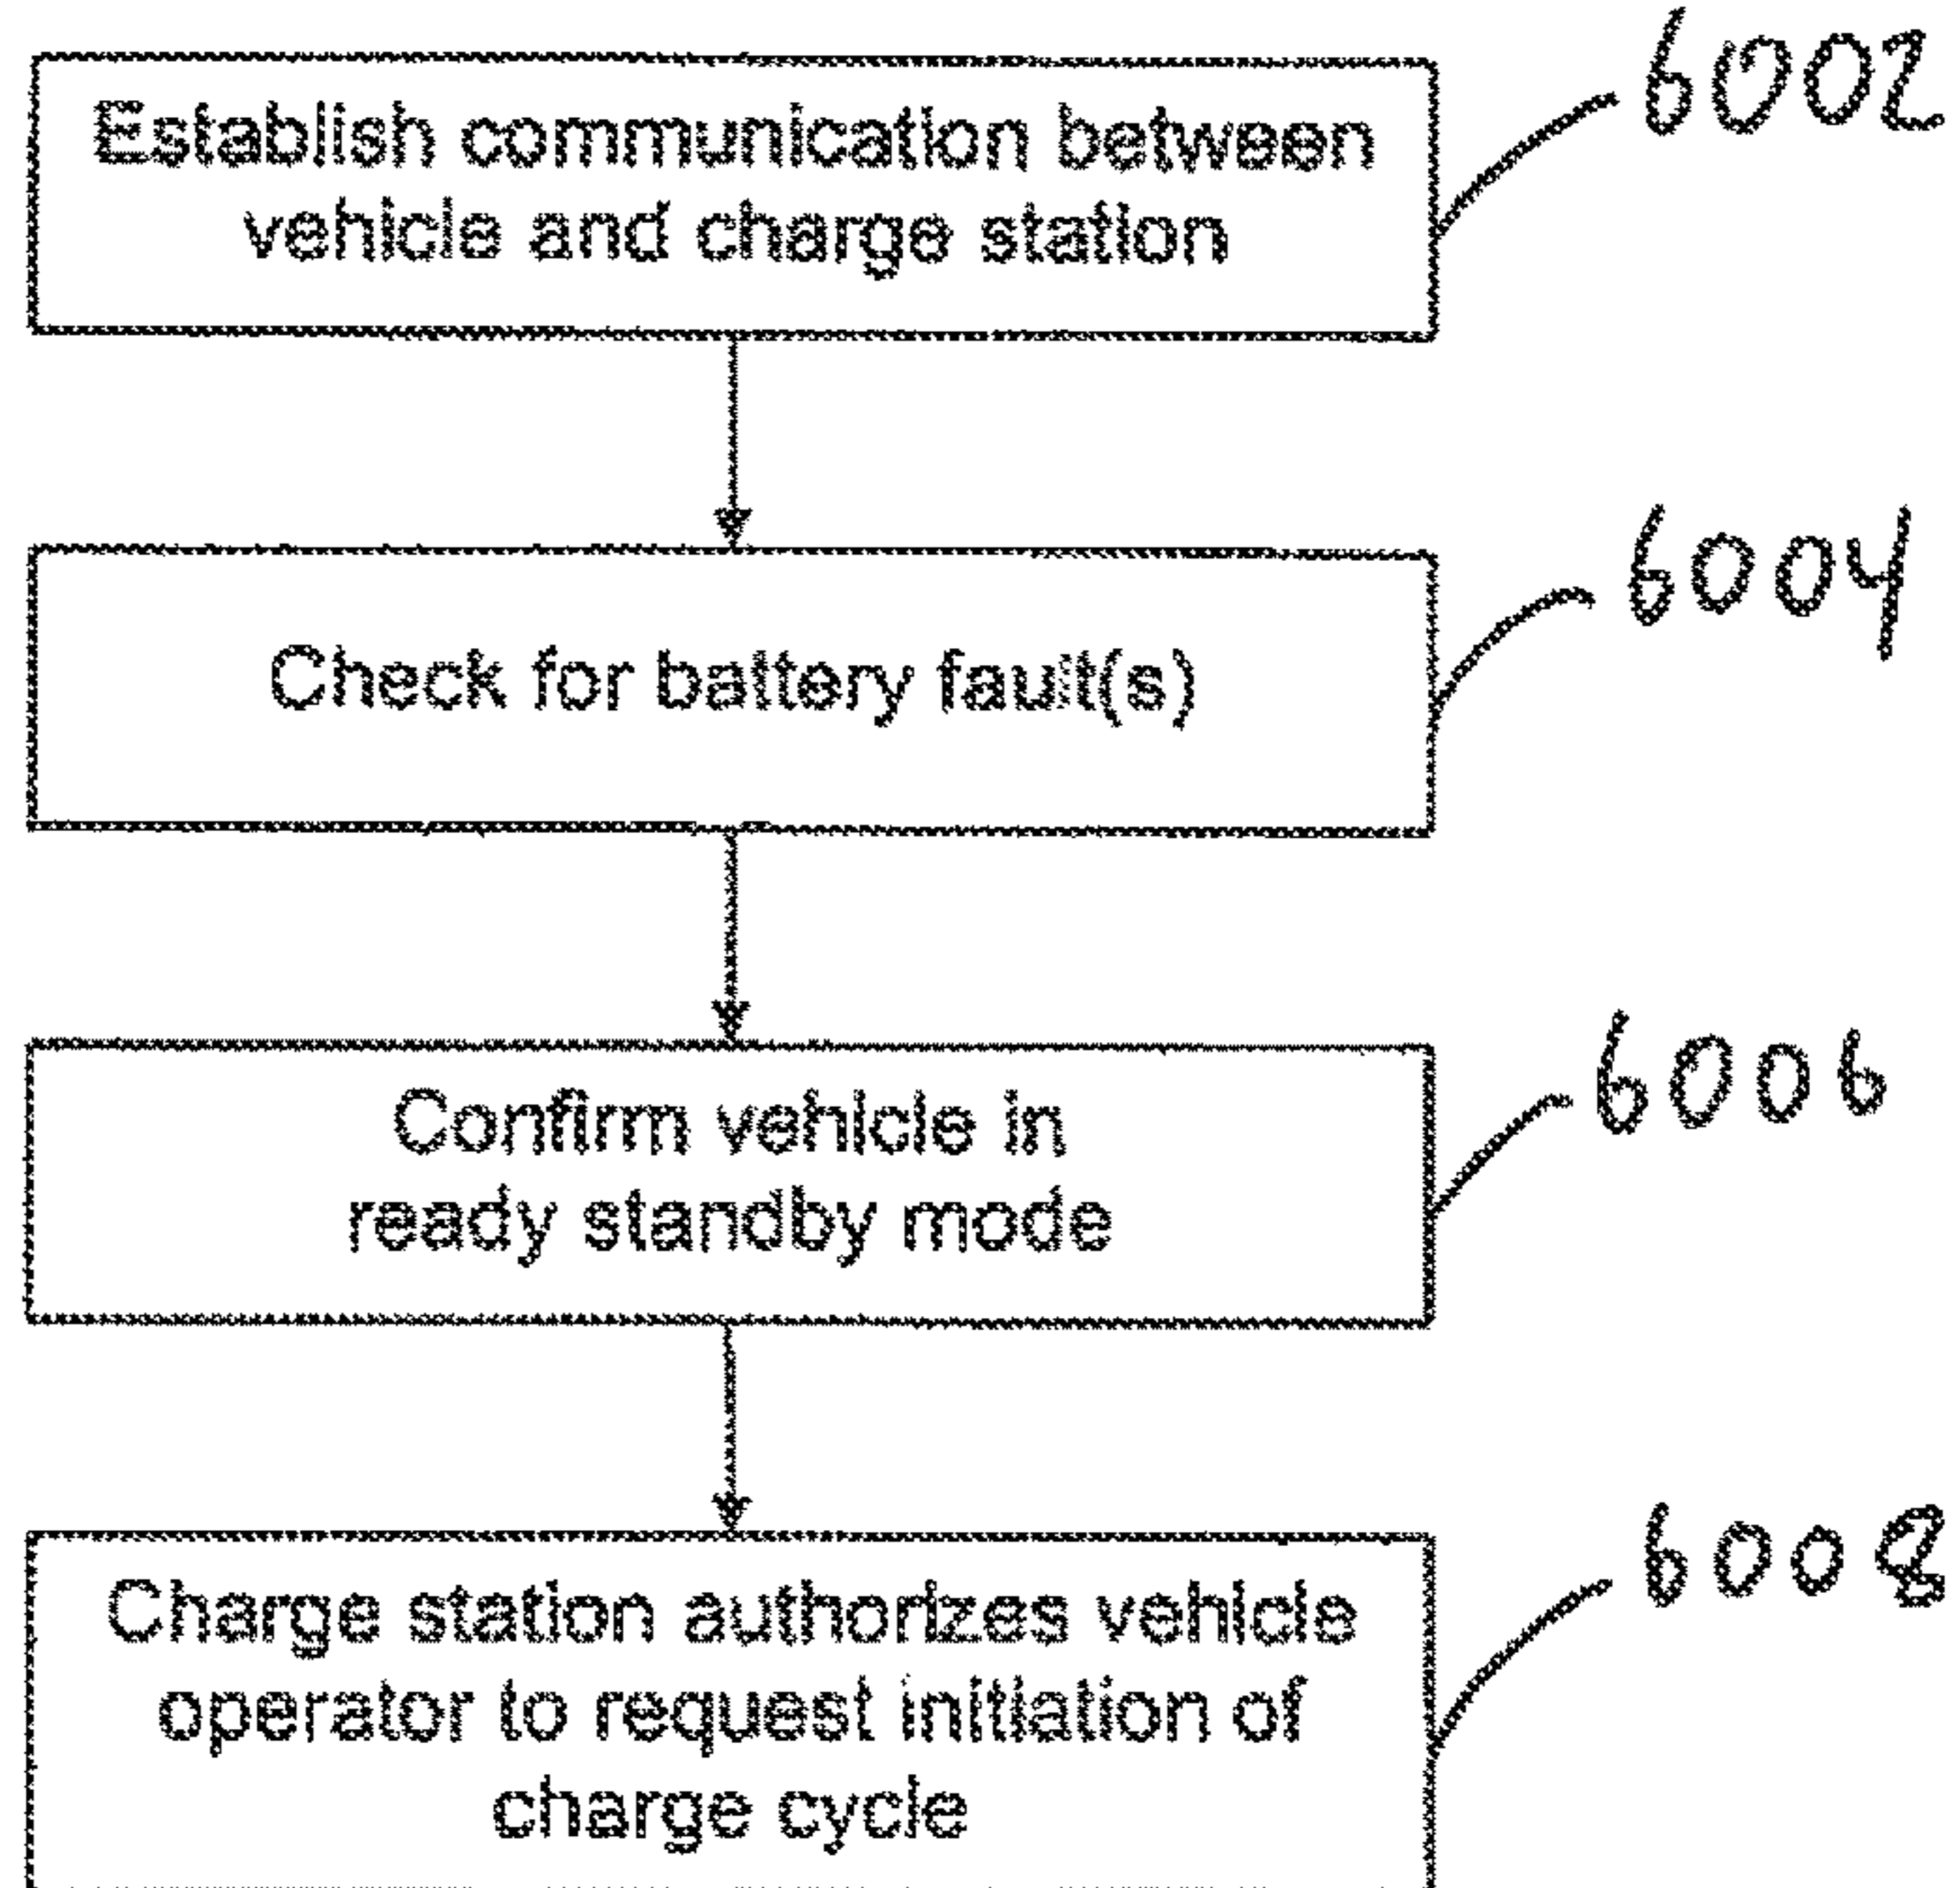 Establish communication between
vehicle and charge station
6002
Check for battery fault(s)
6004
Confirm vehicle in
ready standby mode
6006
Charge station authorizes vehicle
operator to request initiation of
charge cycle
6008